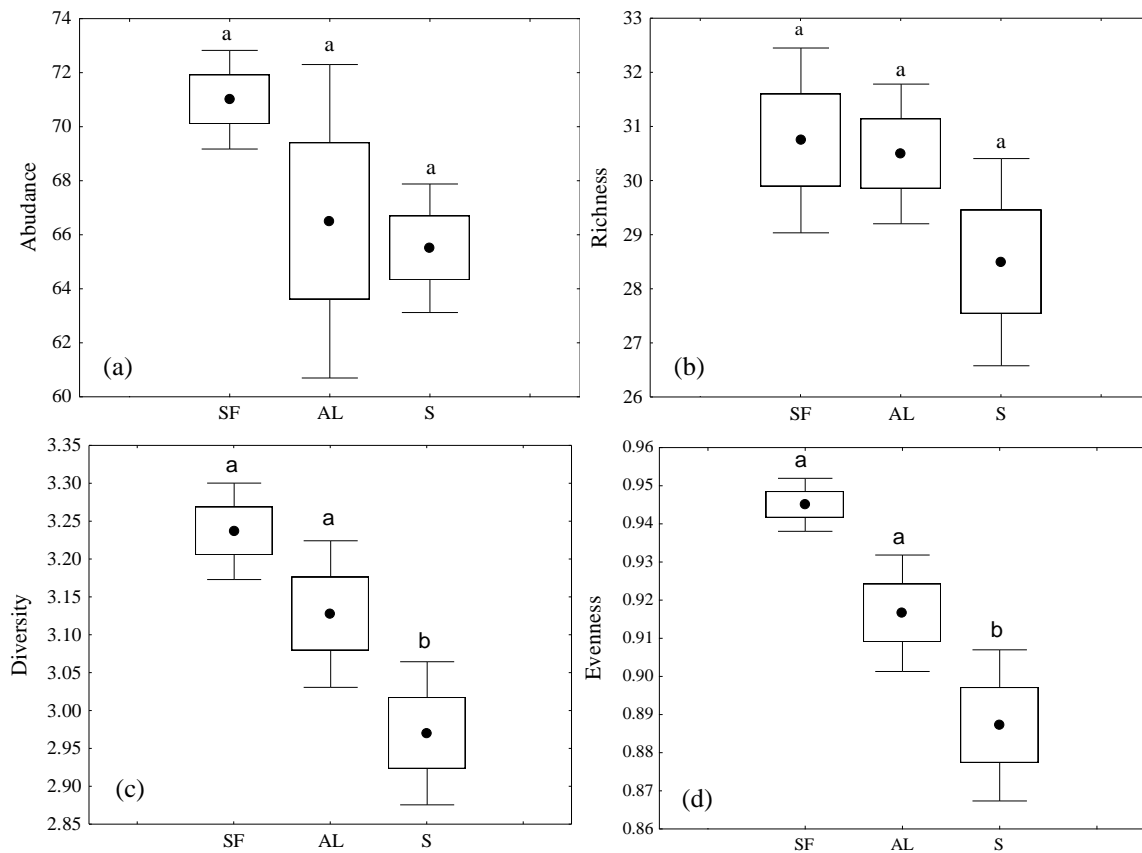 74
72
70
68
66
64
62
60
Abudance
a
a
a
(a)
SF AL S
33
32
31
30
29
28
27
26
Richness
a
a
a
(b)
SF AL S
3.35
3.30
3.25
3.20
3.15
3.10
3.05
3.00
2.95
2.90
2.85
Diversity
a
a
b
(c)
SF AL S
0.96
0.95
0.94
0.93
0.92
0.91
0.90
0.89
0.88
0.87
0.86
Evenness
a
a
b
(d)
SF AL S